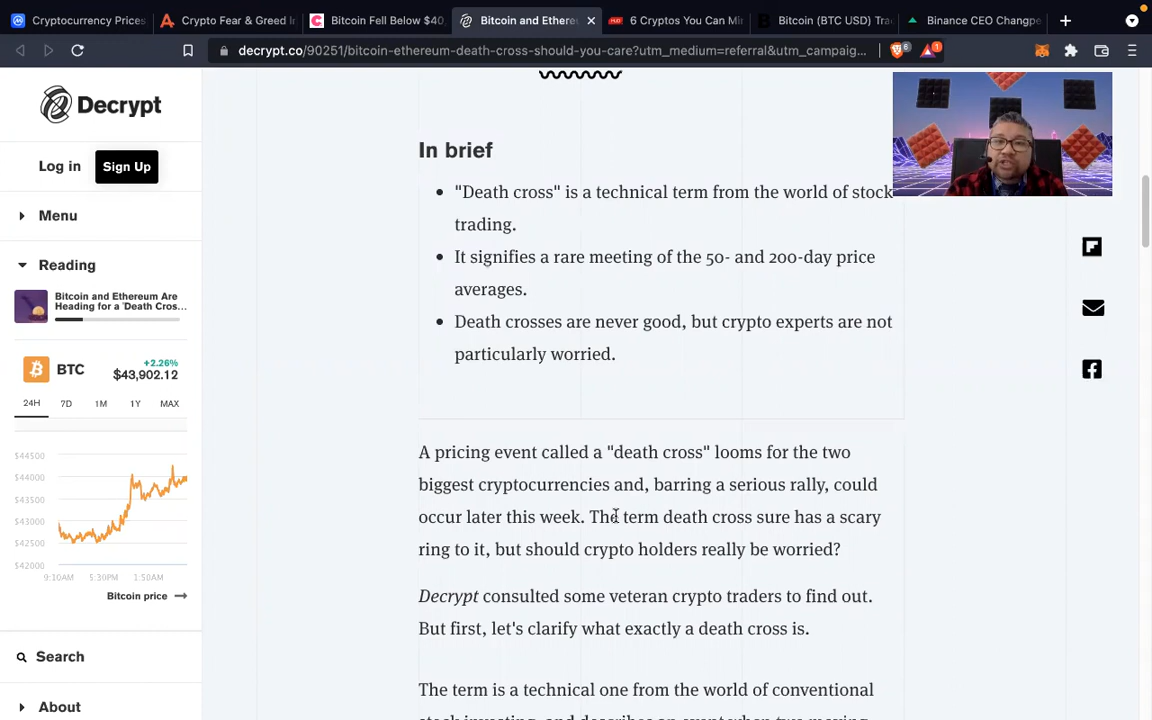 Cryptocurrency Prices
Crypto Fear & Greed In
Bitcoin Fell Below $40,
Bitcoin and Ethere
6 Cryptos You Can Min
Bitcoin (BTC USD) Tra
Binance CEO Changpe
decrypt.co/90251/bitcoin-ethereum-death-cross-should-you-care?utm_medium=referral&utm_campaig...
6
1
Decrypt
Log in
Sign Up
Menu
Reading
Bitcoin and Ethereum Are
Heading for a 'Death Cros...
BTC
+2.26%
$43,902.12
24H 7D 1M 1Y MAX
$44500
$44000
$43500
$43000
$42500
$42000
9:10AM 5:30PM 1:50AM
Bitcoin price
Search
About
In brief
"Death cross" is a technical term from the world of stock
trading.
It signifies a rare meeting of the 50- and 200-day price
averages.
Death crosses are never good, but crypto experts are not
particularly worried.
A pricing event called a "death cross" looms for the two
biggest cryptocurrencies and, barring a serious rally, could
occur later this week. The term death cross sure has a scary
ring to it, but should crypto holders really be worried?
Decrypt consulted some veteran crypto traders to find out.
But first, let's clarify what exactly a death cross is.
The term is a technical one from the world of conventional